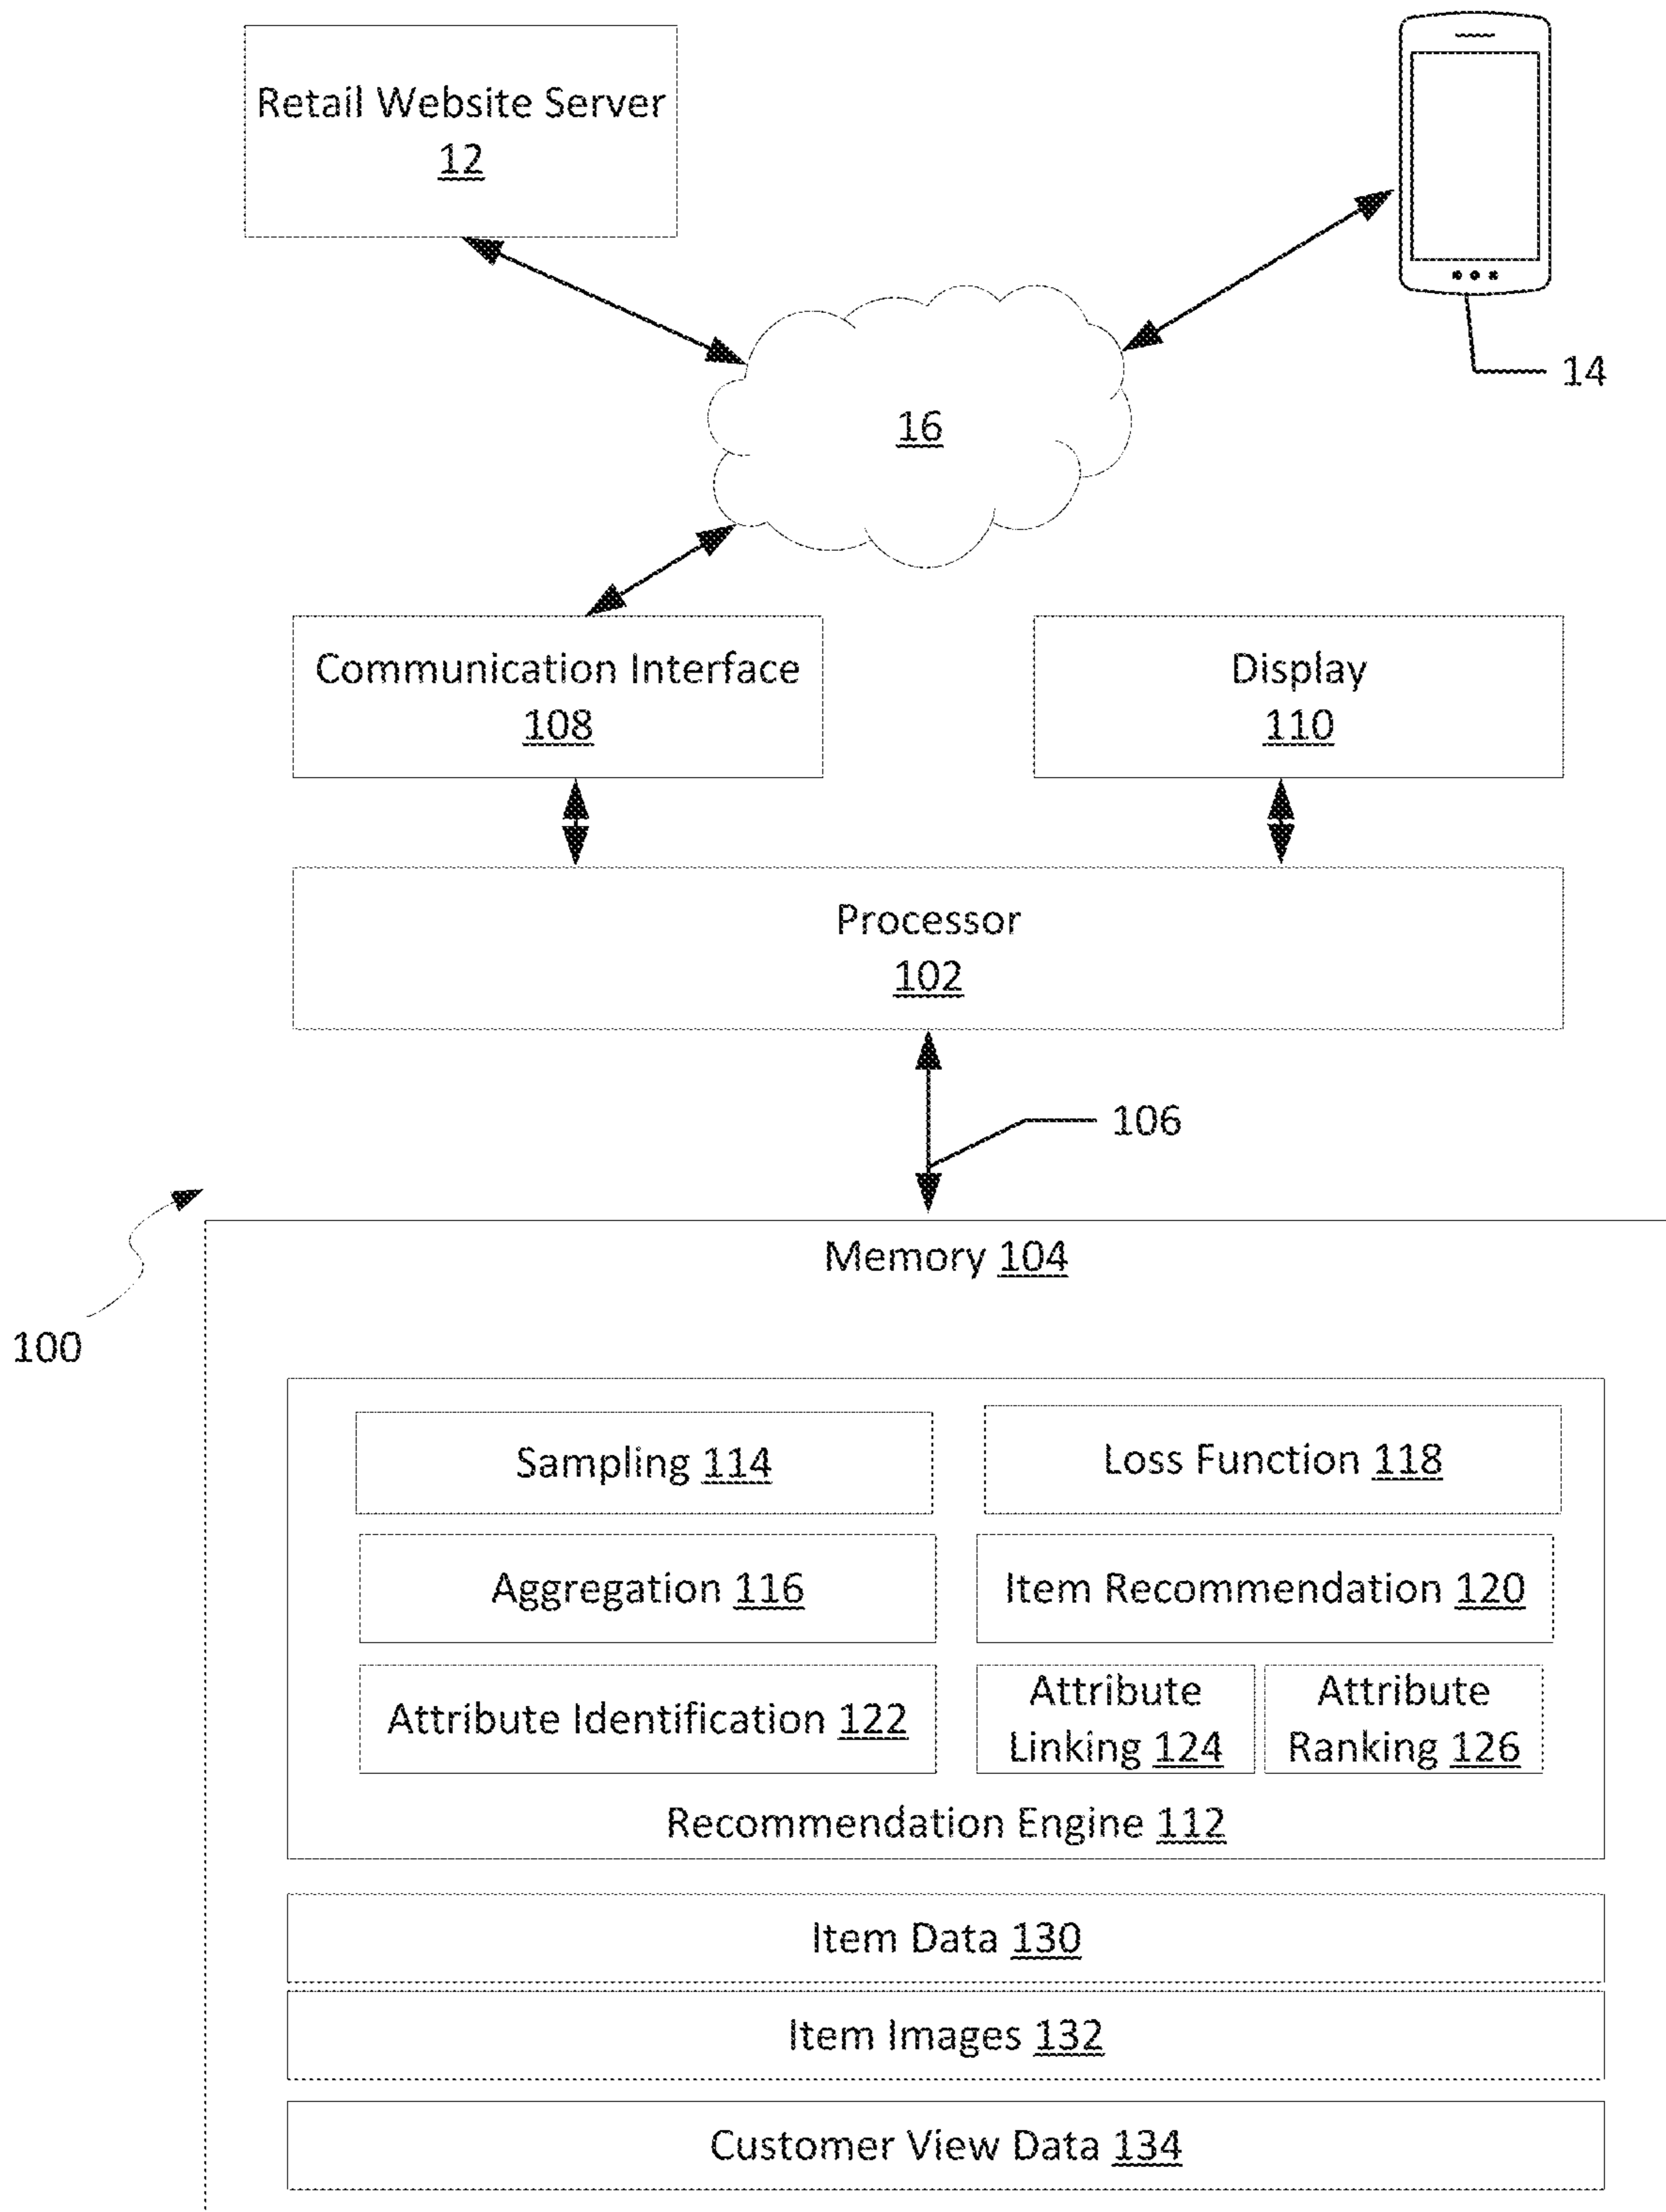 Retail Website Server
12
14
16
Communication Interface
108
Display
110
Processor
102
106
Memory 104
100
Sampling 114
Loss Function 118
Aggregation 116
Item Recommendation 120
Attribute Identification 122
Attribute
Linking 124
Attribute
Ranking 126
Recommendation Engine 112
Item Data 130
Item Images 132
Customer View Data 134